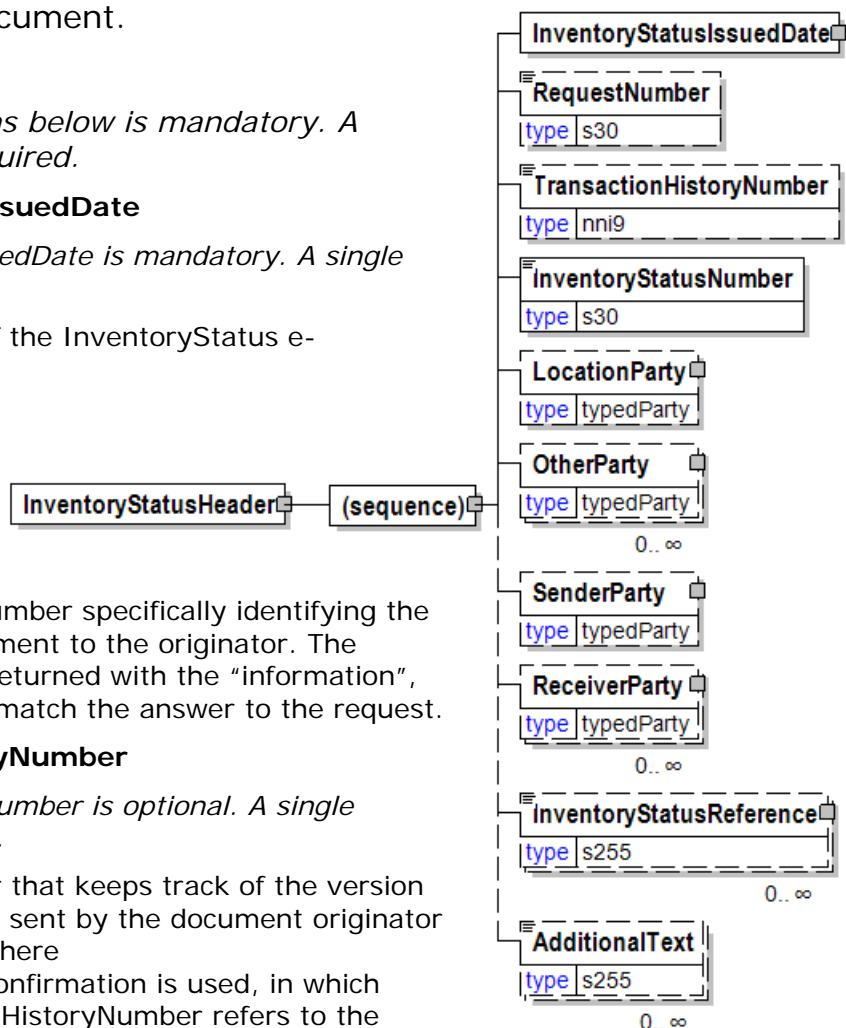 cument.
ns below is mandatory. A
uired.
ssuedDate
edDate is mandatory. A single
f the InventoryStatus e-
umber specifically identifying the
ment to the originator. The
eturned with the “information”,
match the answer to the request.
yNumber
umber is optional. A single
.
r that keeps track of the version
sent by the document originator
here
onfirmation is used, in which
HistoryNumber refers to the
InventoryStatusHeader
(sequence)
InventoryStatusIssuedDate
RequestNumber
type s30
TransactionHistoryNumber
type nni9
InventoryStatusNumber
type s30
LocationParty
type typedParty
OtherParty
type typedParty
0.. ∞
SenderParty
type typedParty
ReceiverParty
type typedParty
0.. ∞
InventoryStatusReference
type s255
0.. ∞
AdditionalText
type s255
0.. ∞